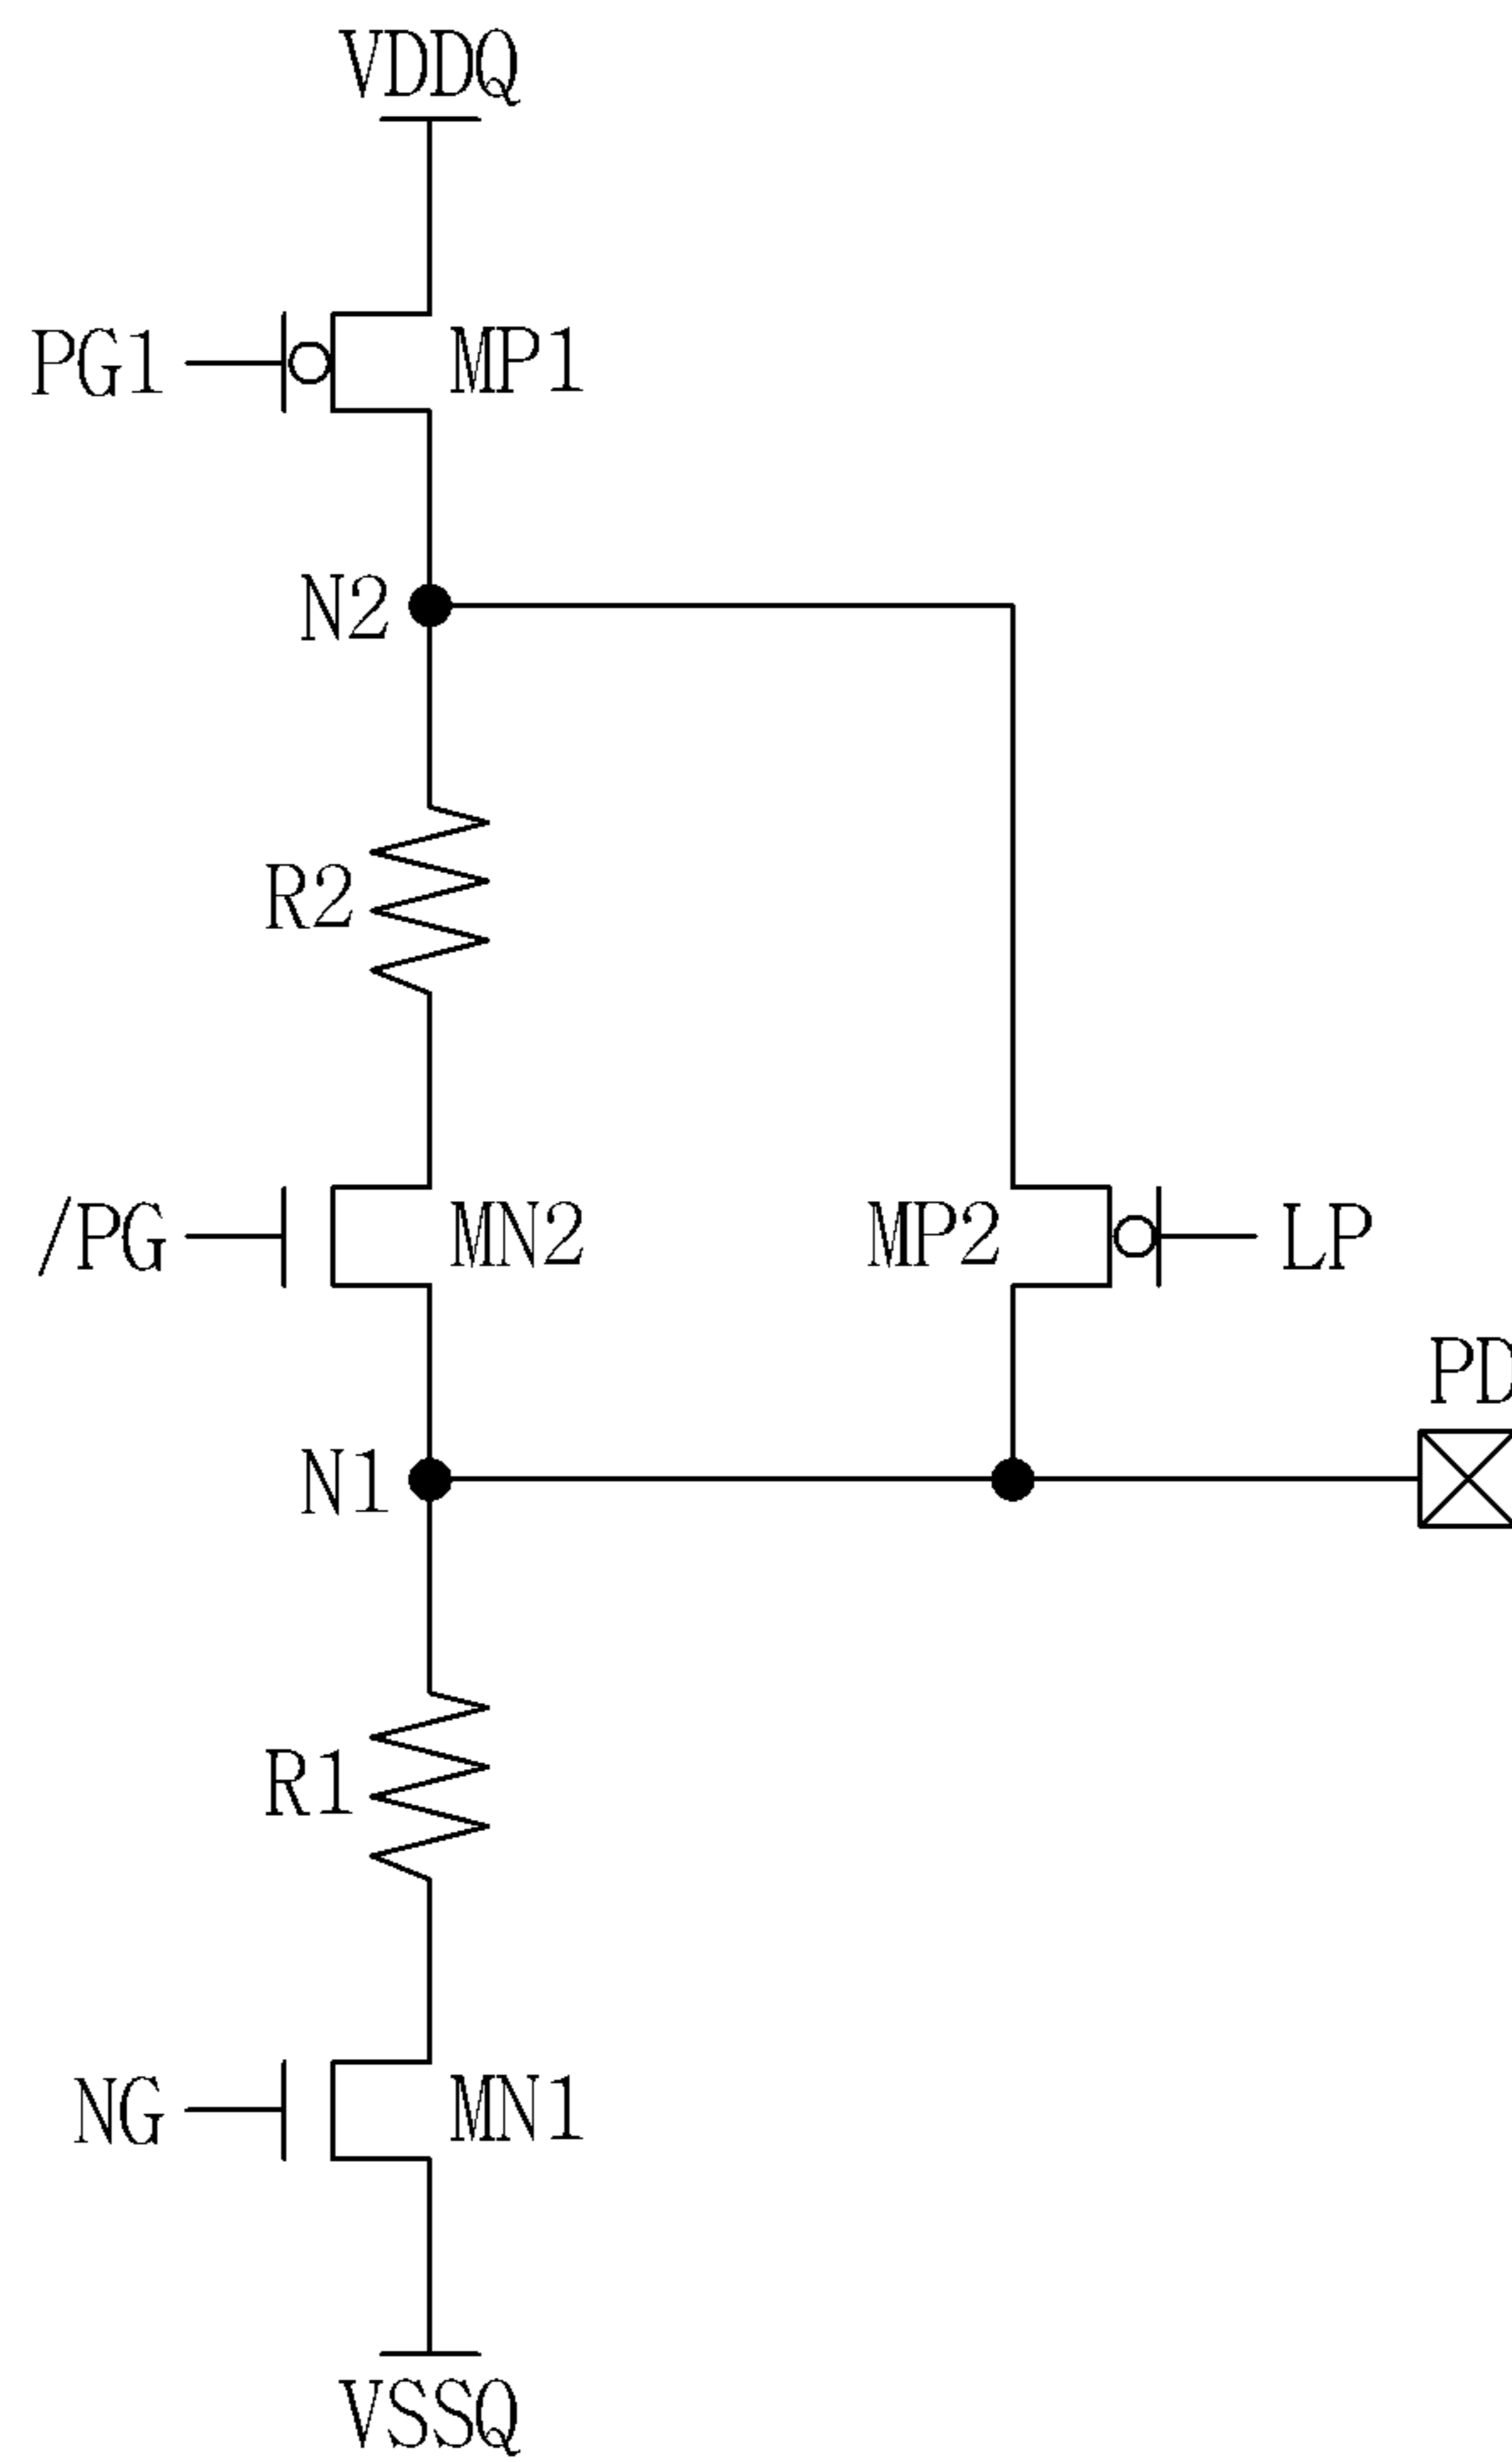 VDDQ
PG1
MP1
N2
R2
/PG
MN2
MP2
LP
PD
N1
R1
NG
MN1
VSSQ